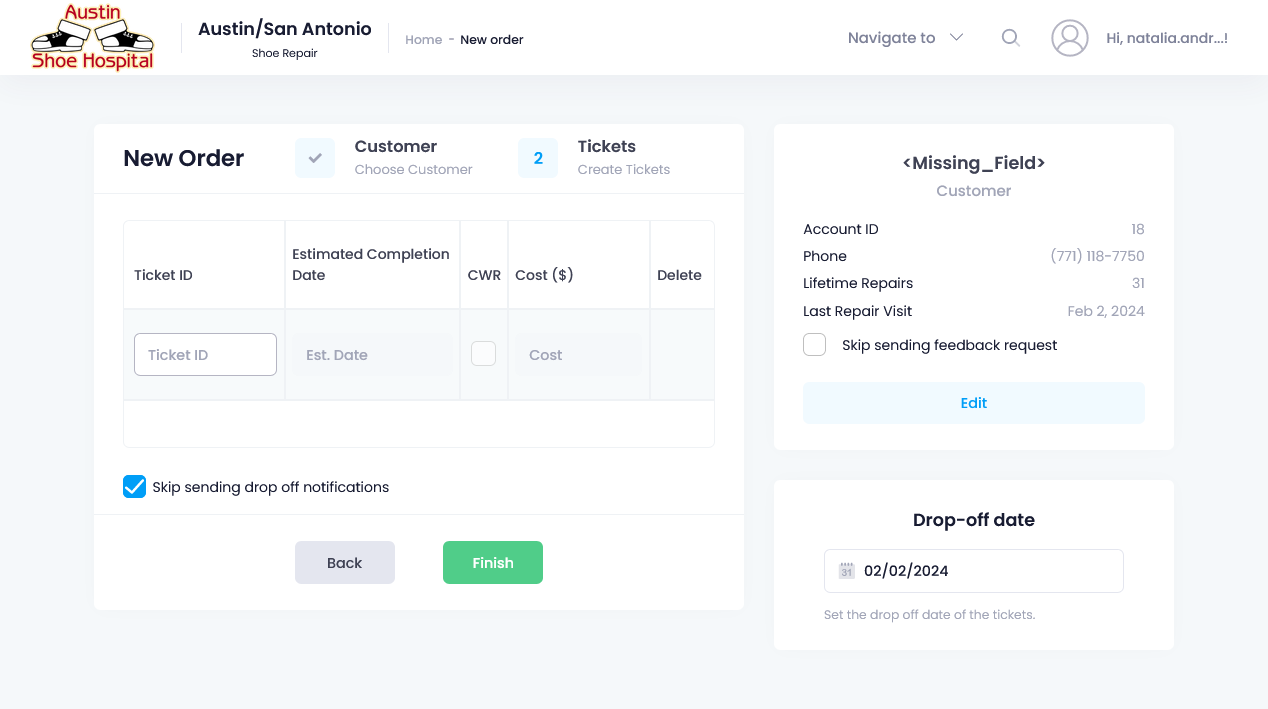 Austin
Shoe Hospital
Austin/San Antonio
Shoe Repair
Home - New order
Navigate to
Hi, natalia.andr...!
New Order
Customer
Choose Customer
2
Tickets
Create Tickets
Ticket ID
Estimated Completion
Date
CWR
Cost ($)
Delete
Ticket ID
Est. Date
Cost
Skip sending drop off notifications
Back
Finish
<Missing_Field>
Customer
Account ID 18
Phone (771) 118-7750
Lifetime Repairs 31
Last Repair Visit Feb 2, 2024
Skip sending feedback request
Edit
Drop-off date
31 02/02/2024
Set the drop off date of the tickets.